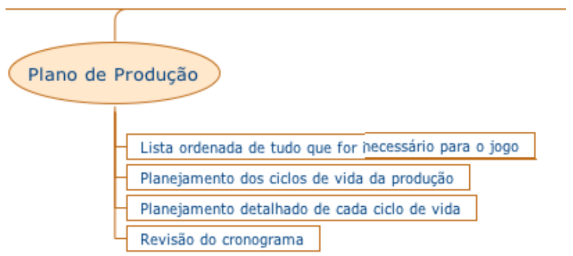 Plano de Produção
Lista ordenada de tudo que for necessário para o jogo
Planejamento dos ciclos de vida da produção
Planejamento detalhado de cada ciclo de vida
Revisão do cronograma